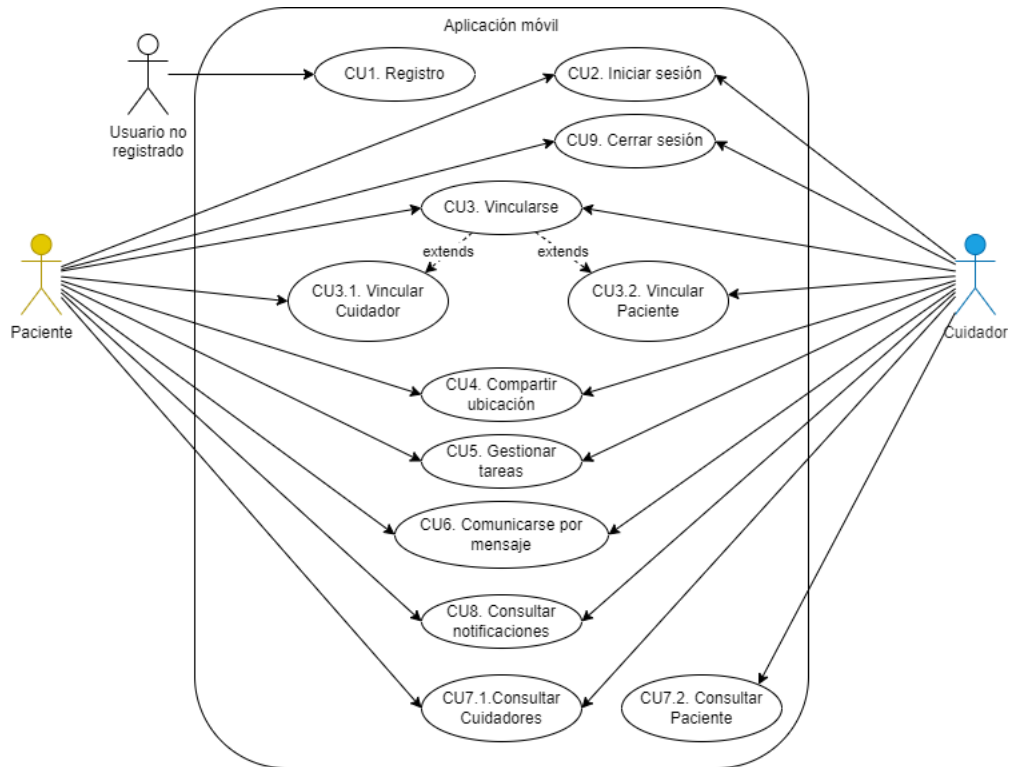 Aplicación móvil
CU1. Registro
CU2. Iniciar sesión
Usuario no
registrado
CU9. Cerrar sesión
CU3. Vincularse
extends
extends
CU3.1. Vincular
Cuidador
CU3.2. Vincular
Paciente
Paciente
Cuidador
CU4. Compartir
ubicación
CU5. Gestionar
tareas
CU6. Comunicarse por
mensaje
CU8. Consultar
notificaciones
CU7.1.Consultar
Cuidadores
CU7.2. Consultar
Paciente